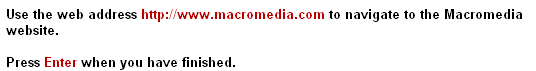 Use the web address http://www.macromedia.com to navigate to the Macromedia
website.
Press Enter when you have finished.